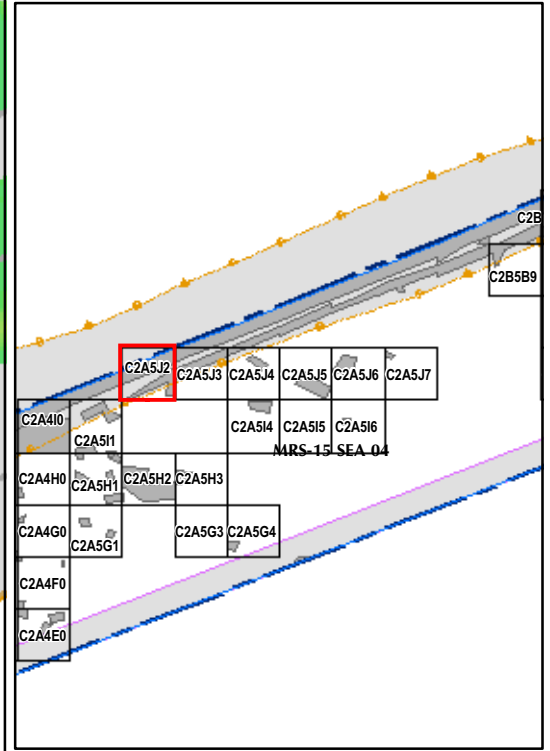 C2B
C2B5B9
C2A5J2
C2A5J3
C2A5J4
C2A5J5
C2A5J6
C2A5J7
C2A4I0
C2A5I1
C2A5I4
C2A5I5
C2A5I6
MRS-15 SEA 04
C2A4H0
C2A5H1
C2A5H2
C2A5H3
C2A4G0
C2A5G1
C2A5G3
C2A5G4
C2A4F0
C2A4E0